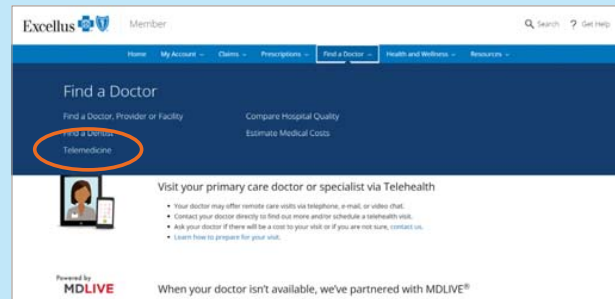 Excellus
Member
Search ? Get Help
Home My Account Claims Prescriptions Find a Doctor Health and Wellness Resources
Find a Doctor
Find a Doctor, Provider or Facility
Compare Hospital Quality
Find a Dentist
Estimate Medical Costs
Telemedicine
Visit your primary care doctor or specialist via Telehealth
• Your doctor may offer remote care visits via telephone, e-mail, or video chat.
• Contact your doctor directly to find out more and/or schedule a telehealth visit.
• Ask your doctor if there will be a cost to your visit or if you are not sure, contact us.
• Learn how to prepare for your visit.
Powered by
MDLIVE
When your doctor isn't available, we've partnered with MDLIVE®